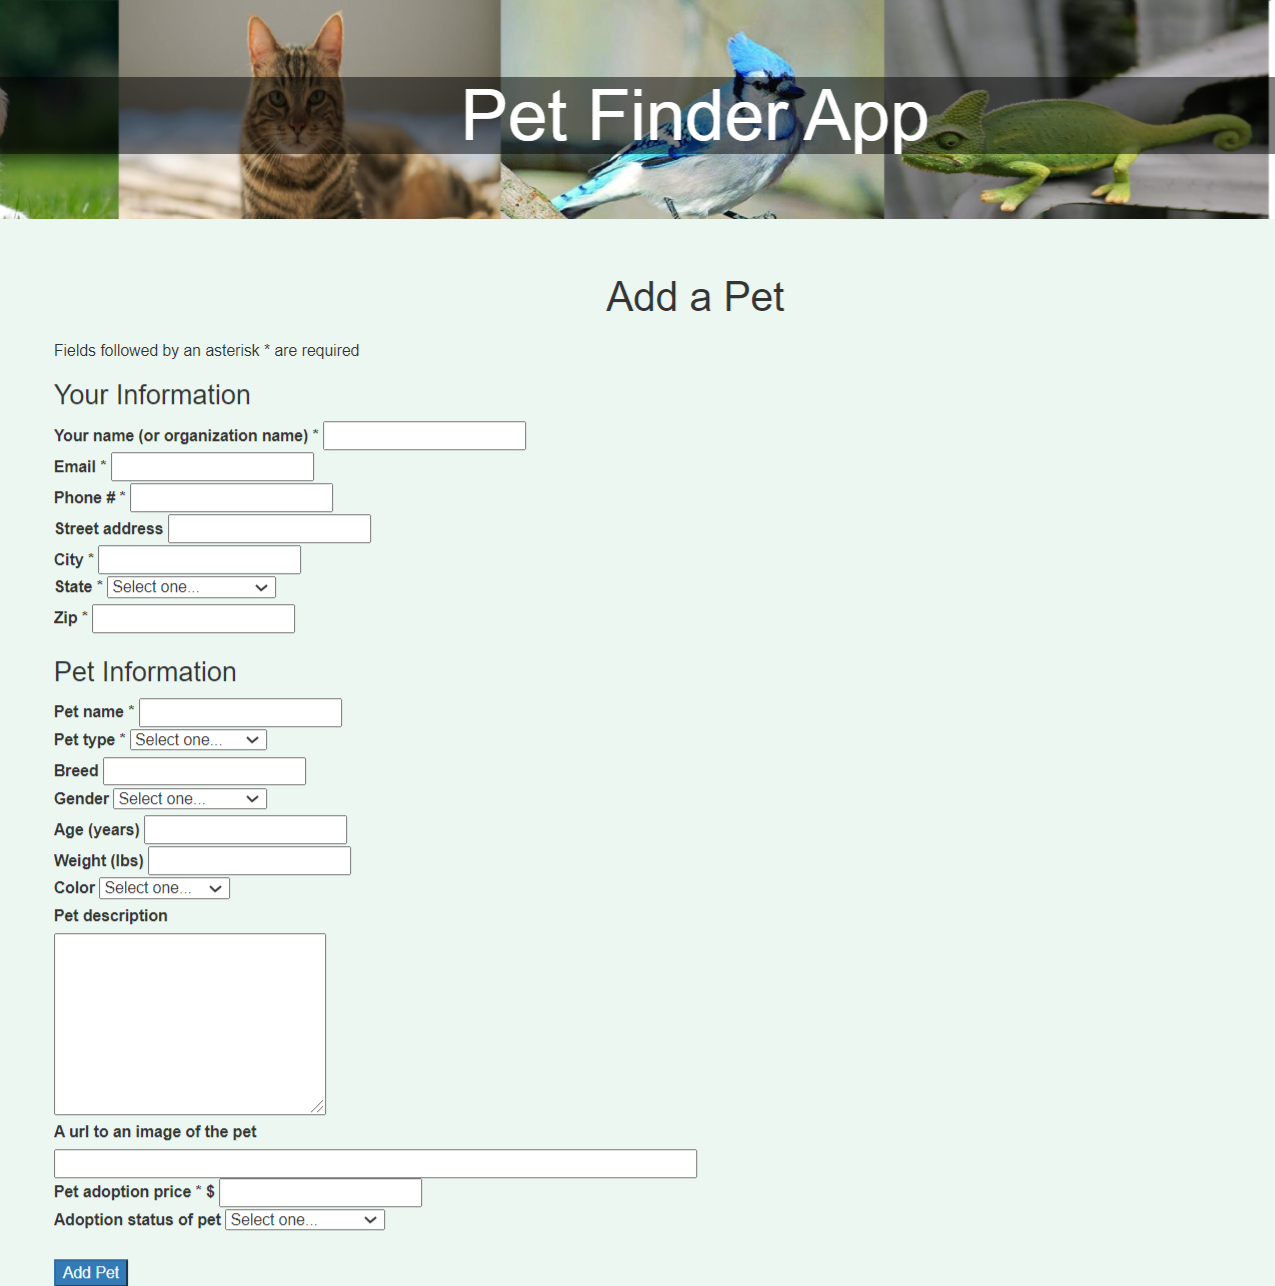 Pet Finder App
Add a Pet
Fields followed by an asterisk * are required
Your Information
Your name (or organization name) *
Email *
Phone # *
Street address
City *
State * Select one...
Zip *
Pet Information
Pet name *
Pet type * Select one...
Breed
Gender Select one...
Age (years)
Weight (lbs)
Color Select one...
Pet description
A url to an image of the pet
Pet adoption price * $
Adoption status of pet Select one...
Add Pet